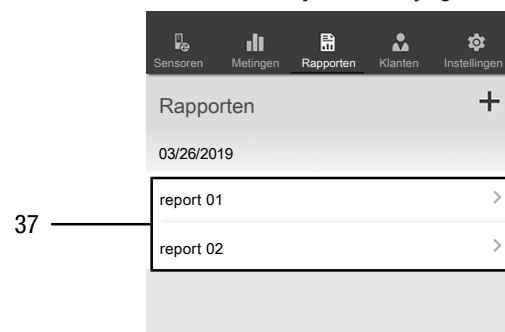 Sensoren Metingen Rapporten Klanten Instellingen
Rapporten +
03/26/2019
report 01 >
37
report 02 >